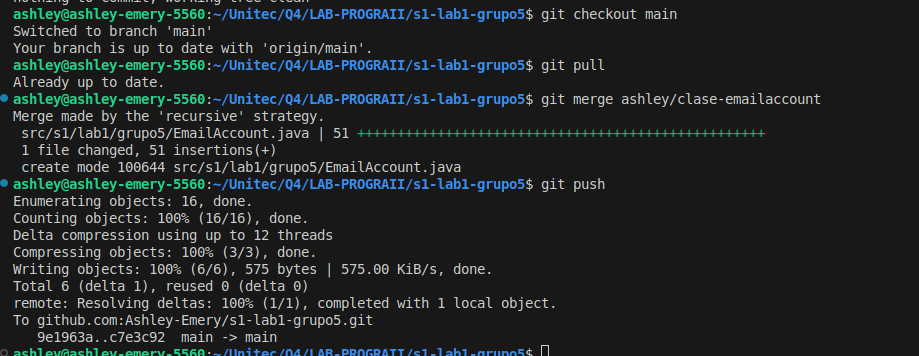 nothing to commit, working tree clean
ashley@ashley-emery-5560:~/Unitec/Q4/LAB-PROGRAII/s1-lab1-grupo5$ git checkout main
Switched to branch 'main'
Your branch is up to date with 'origin/main'.
ashley@ashley-emery-5560:~/Unitec/Q4/LAB-PROGRAII/s1-lab1-grupo5$ git pull
Already up to date.
ashley@ashley-emery-5560:~/Unitec/Q4/LAB-PROGRAII/s1-lab1-grupo5$ git merge ashley/clase-emailaccount
Merge made by the 'recursive' strategy.
 src/s1/lab1/grupo5/EmailAccount.java | 51 +++++++++++++++++++++++++++++++++++++++++++++++++++
 1 file changed, 51 insertions(+)
 create mode 100644 src/s1/lab1/grupo5/EmailAccount.java
ashley@ashley-emery-5560:~/Unitec/Q4/LAB-PROGRAII/s1-lab1-grupo5$ git push
Enumerating objects: 16, done.
Counting objects: 100% (16/16), done.
Delta compression using up to 12 threads
Compressing objects: 100% (3/3), done.
Writing objects: 100% (6/6), 575 bytes | 575.00 KiB/s, done.
Total 6 (delta 1), reused 0 (delta 0)
remote: Resolving deltas: 100% (1/1), completed with 1 local object.
To github.com:Ashley-Emery/s1-lab1-grupo5.git
   9e1963a..c7e3c92  main -> main
ashley@ashley-emery-5560:~/Unitec/Q4/LAB-PROGRAII/s1-lab1-grupo5$